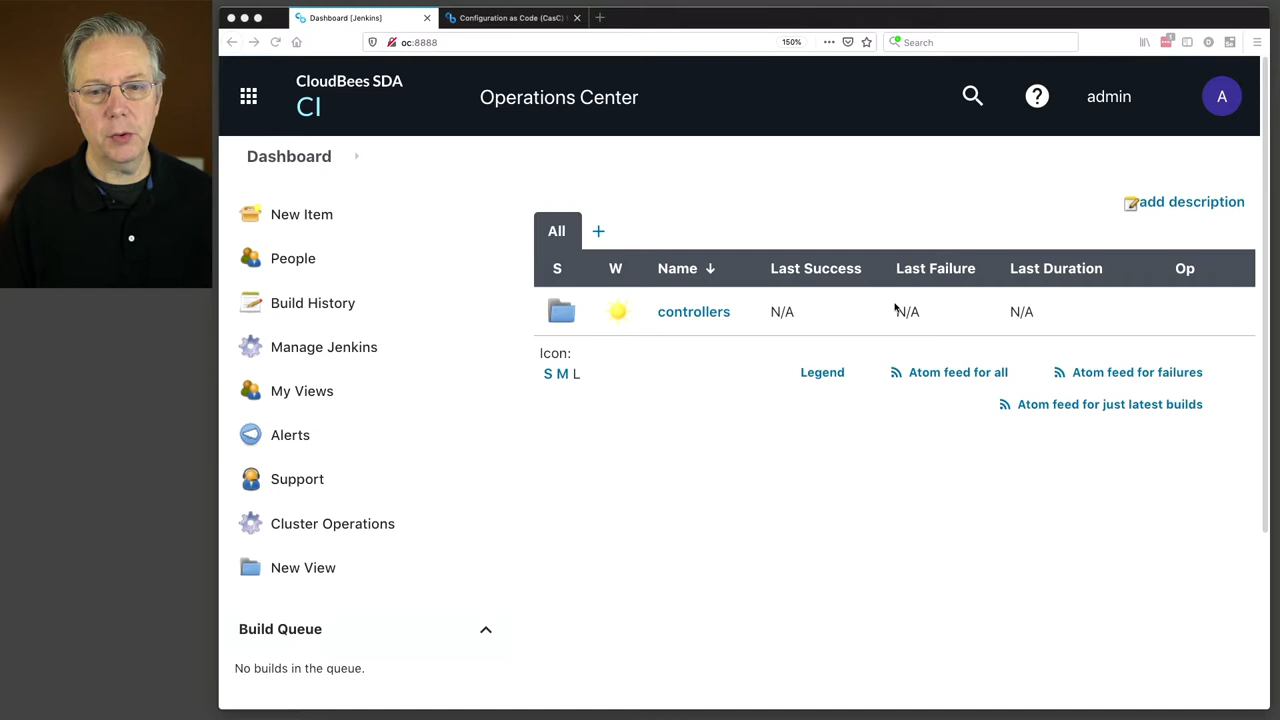 Dashboard [Jenkins]
Configuration as Code (CasC)
oc:8888
150%
Search
CloudBees SDA
CI
Operations Center
admin
A
Dashboard
add description
New Item
People
Build History
Manage Jenkins
My Views
Alerts
Support
Cluster Operations
New View
Build Queue
No builds in the queue.
All +
S W Name ↓ Last Success Last Failure Last Duration Op
controllers N/A N/A N/A
Icon:
S M L
Legend Atom feed for all Atom feed for failures
Atom feed for just latest builds